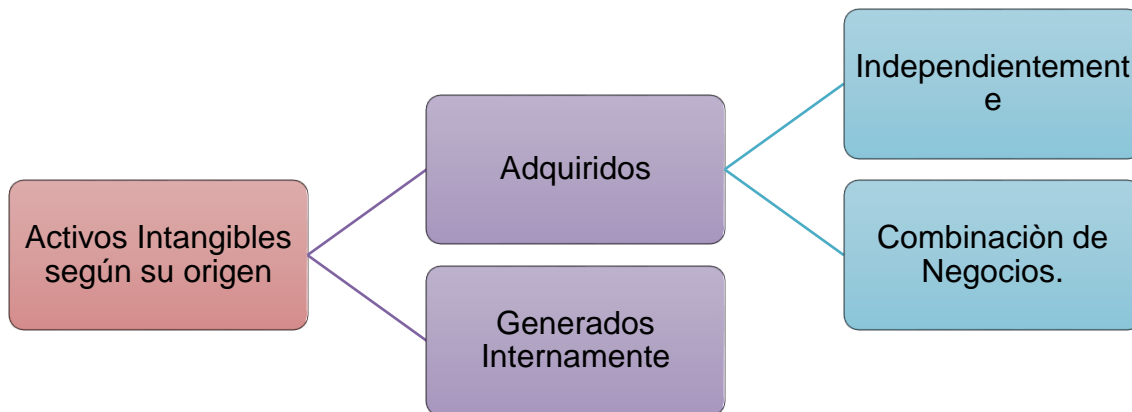 Activos Intangibles
según su origen
Adquiridos
Generados
Internamente
Independientement
e
Combinaciòn de
Negocios.